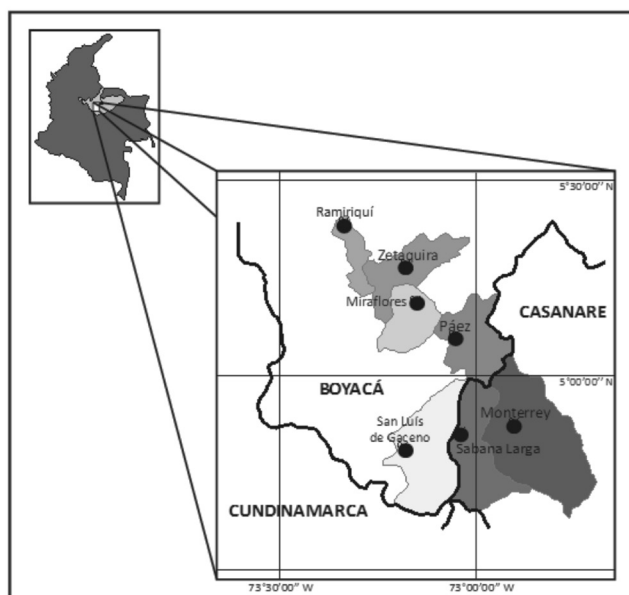 5°30'00'' N
Ramiriquí
Zetaquira
Miraflores
CASANARE
Páez
5°00'00'' N
BOYACÁ
Monterrey
San Luís
de Gaceno
Sabana Larga
CUNDINAMARCA
73°30'00'' W
73°00'00'' W